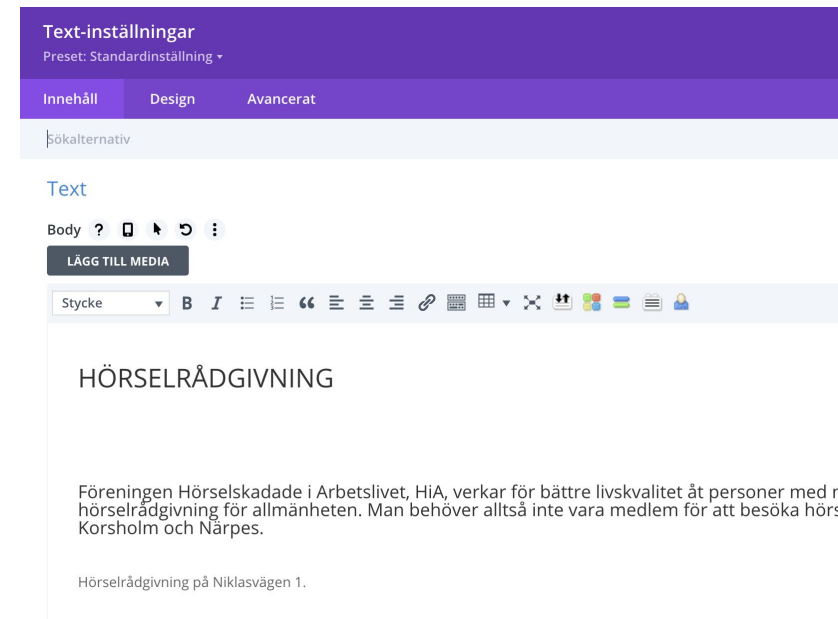 Text-inställningar
Preset: Standardinställning
Innehåll Design Avancerat
Sökalternativ
Text
Body ?
LÄGG TILL MEDIA
Stycke B I
HÖRSELRÅDGIVNING
Föreningen Hörselskadade i Arbetslivet, HiA, verkar för bättre livskvalitet åt personer med
hörselrådgivning för allmänheten. Man behöver alltså inte vara medlem för att besöka
Korsholm och Närpes.
Hörselrådgivning på Niklasvägen 1.